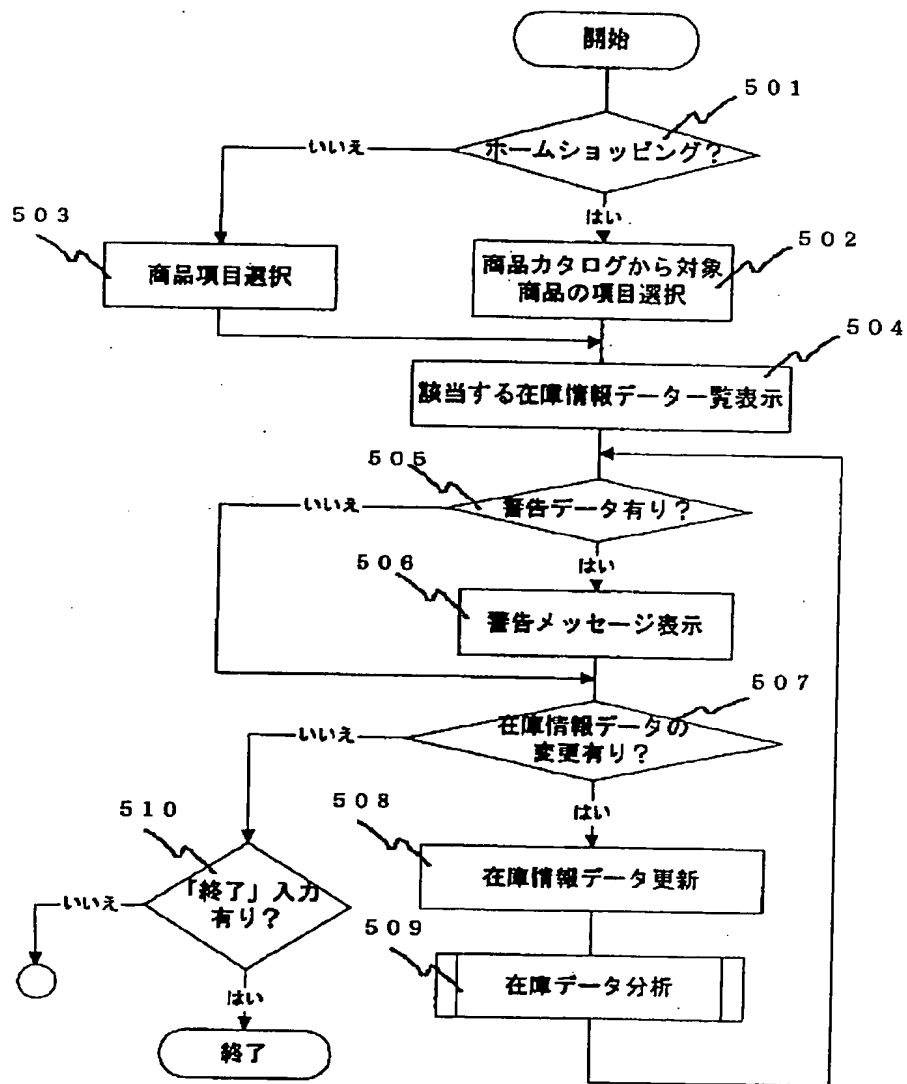 開始
501
ホームショッピング?
いいえ
はい
503
商品項目選択
502
商品カタログから対象
商品の項目選択
504
該当する在庫情報データ一覧表示
505
警告データ有り?
いいえ
はい
506
警告メッセージ表示
507
在庫情報データの
変更有り?
いいえ
はい
510
「終了」入力
有り?
いいえ
はい
終了
508
在庫情報データ更新
509
在庫データ分析